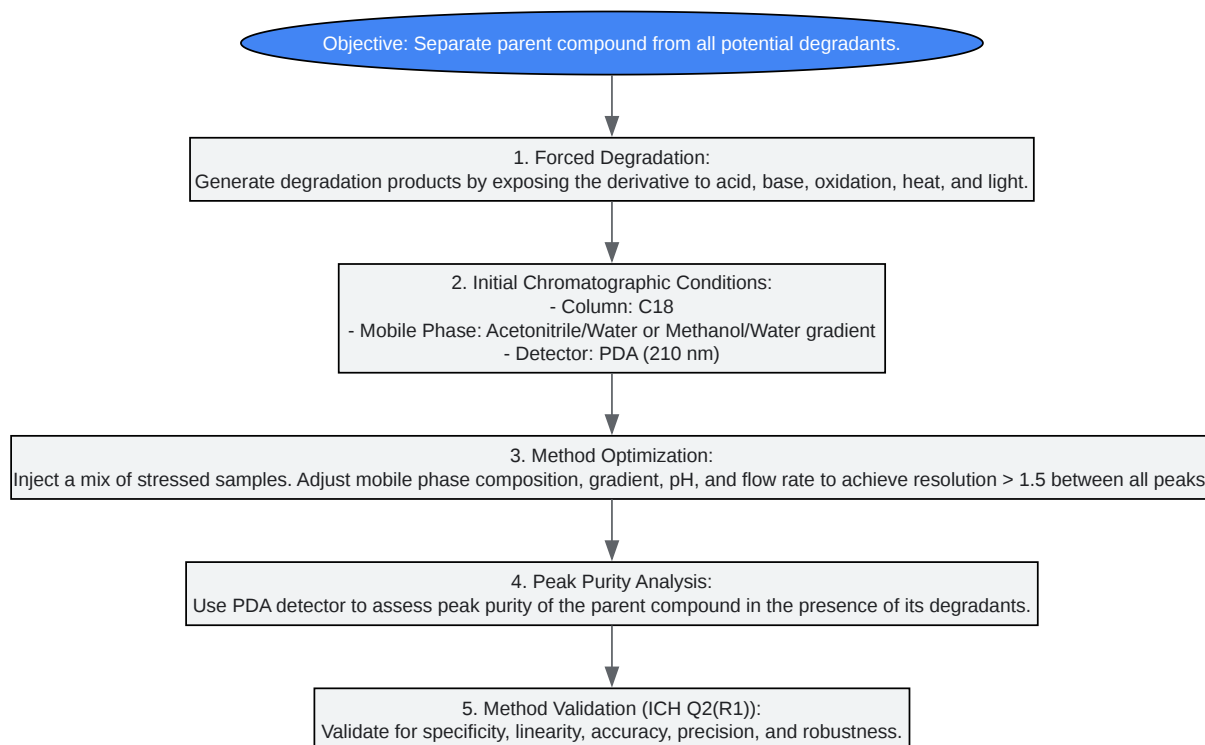 Objective: Separate parent compound from all potential degradants.
1. Forced Degradation:
Generate degradation products by exposing the derivative to acid, base, oxidation, heat, and light.
2. Initial Chromatographic Conditions:
- Column: C18
- Mobile Phase: Acetonitrile/Water or Methanol/Water gradient
- Detector: PDA (210 nm)
3. Method Optimization:
Inject a mix of stressed samples. Adjust mobile phase composition, gradient, pH, and flow rate to achieve resolution > 1.5 between all peaks.
4. Peak Purity Analysis:
Use PDA detector to assess peak purity of the parent compound in the presence of its degradants.
5. Method Validation (ICH Q2(R1)):
Validate for specificity, linearity, accuracy, precision, and robustness.